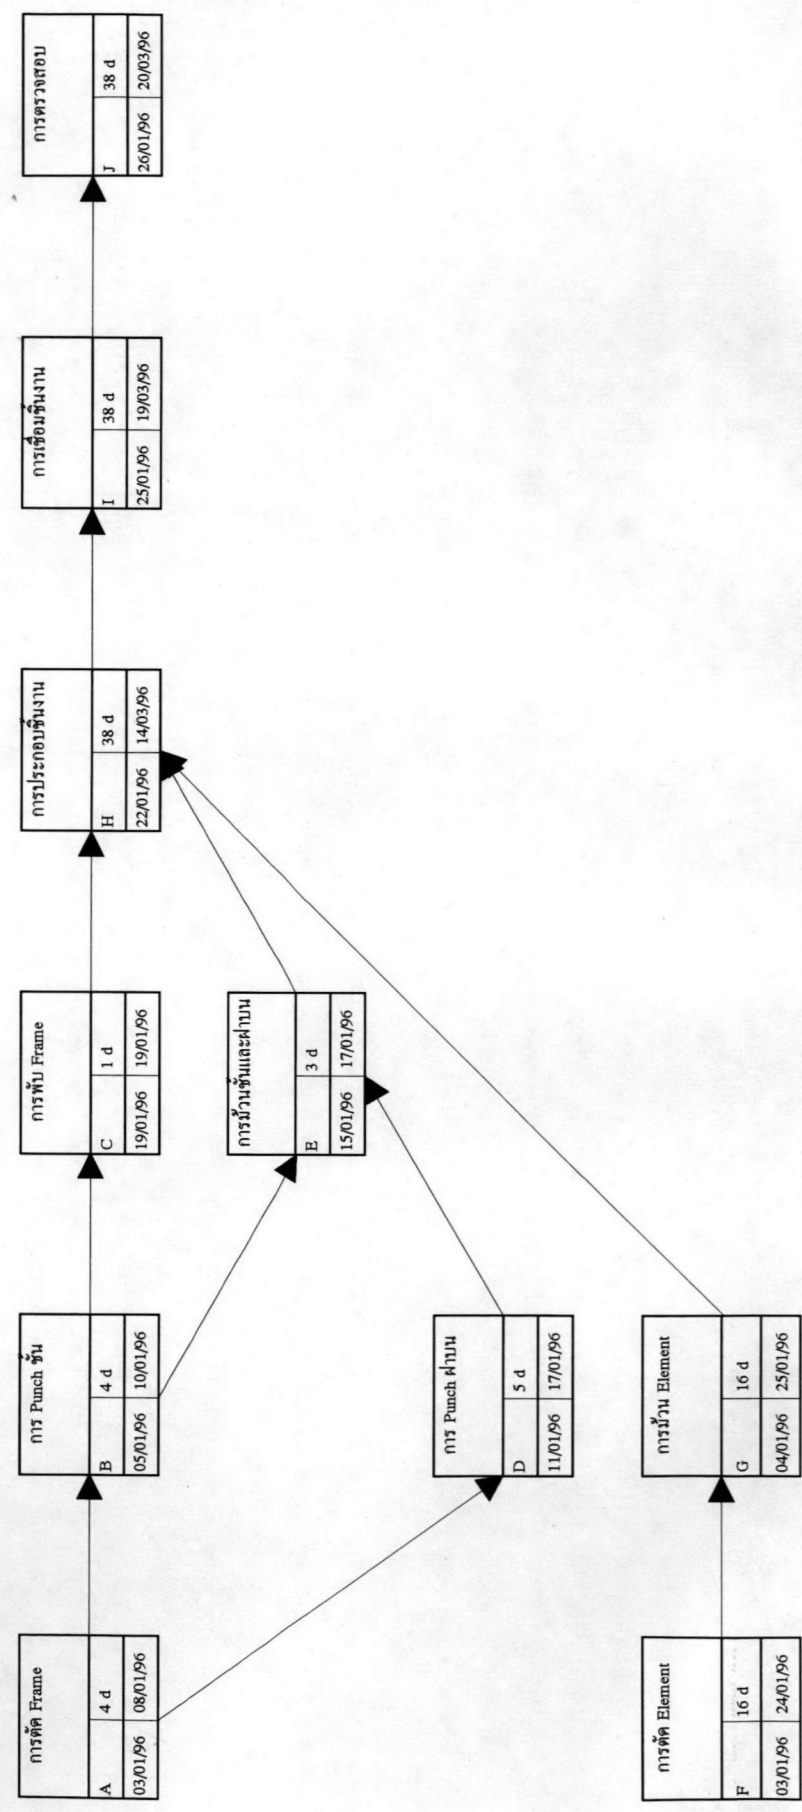 การตัด Frame
A 4 d
03/01/96 08/01/96
การ Punch ชั้น
B 4 d
05/01/96 10/01/96
การพับ Frame
C 1 d
19/01/96 19/01/96
การประกอบชิ้นงาน
H 38 d
22/01/96 14/03/96
การเชื่อมชิ้นงาน
I 38 d
25/01/96 19/03/96
การตรวจสอบ
J 38 d
26/01/96 20/03/96
การม้วนชั้นและฝาบน
E 3 d
15/01/96 17/01/96
การ Punch ฝาบน
D 5 d
11/01/96 17/01/96
การตัด Element
F 16 d
03/01/96 24/01/96
การม้วน Element
G 16 d
04/01/96 25/01/96